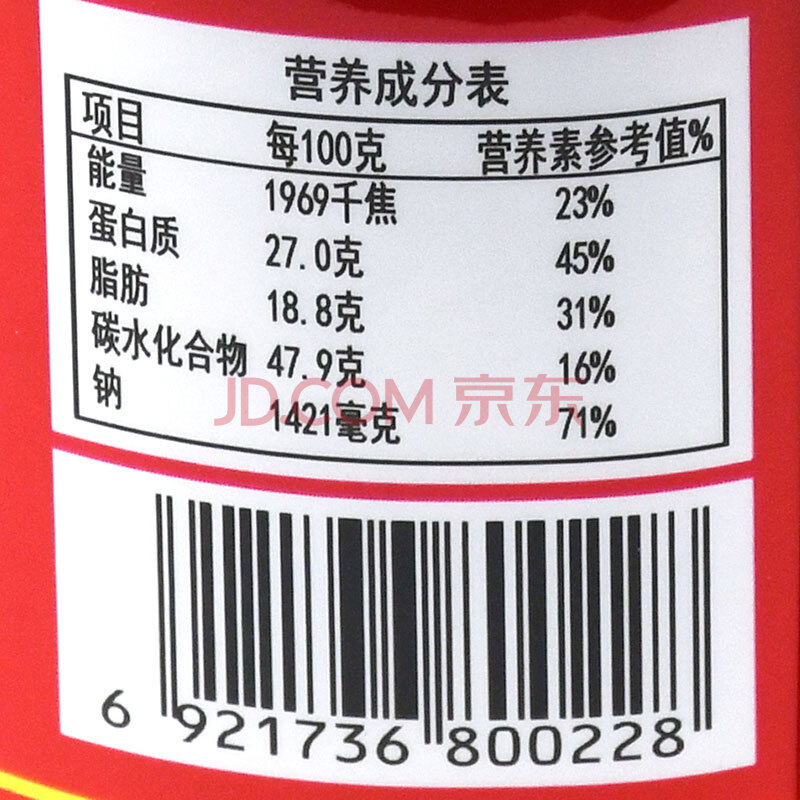 营养成分表
项目 每100克 营养素参考值%
能量 1969千焦 23%
蛋白质 27.0克 45%
脂肪 18.8克 31%
碳水化合物 47.9克 16%
钠 1421毫克 71%
JD.COM 京东
6 921736 800228